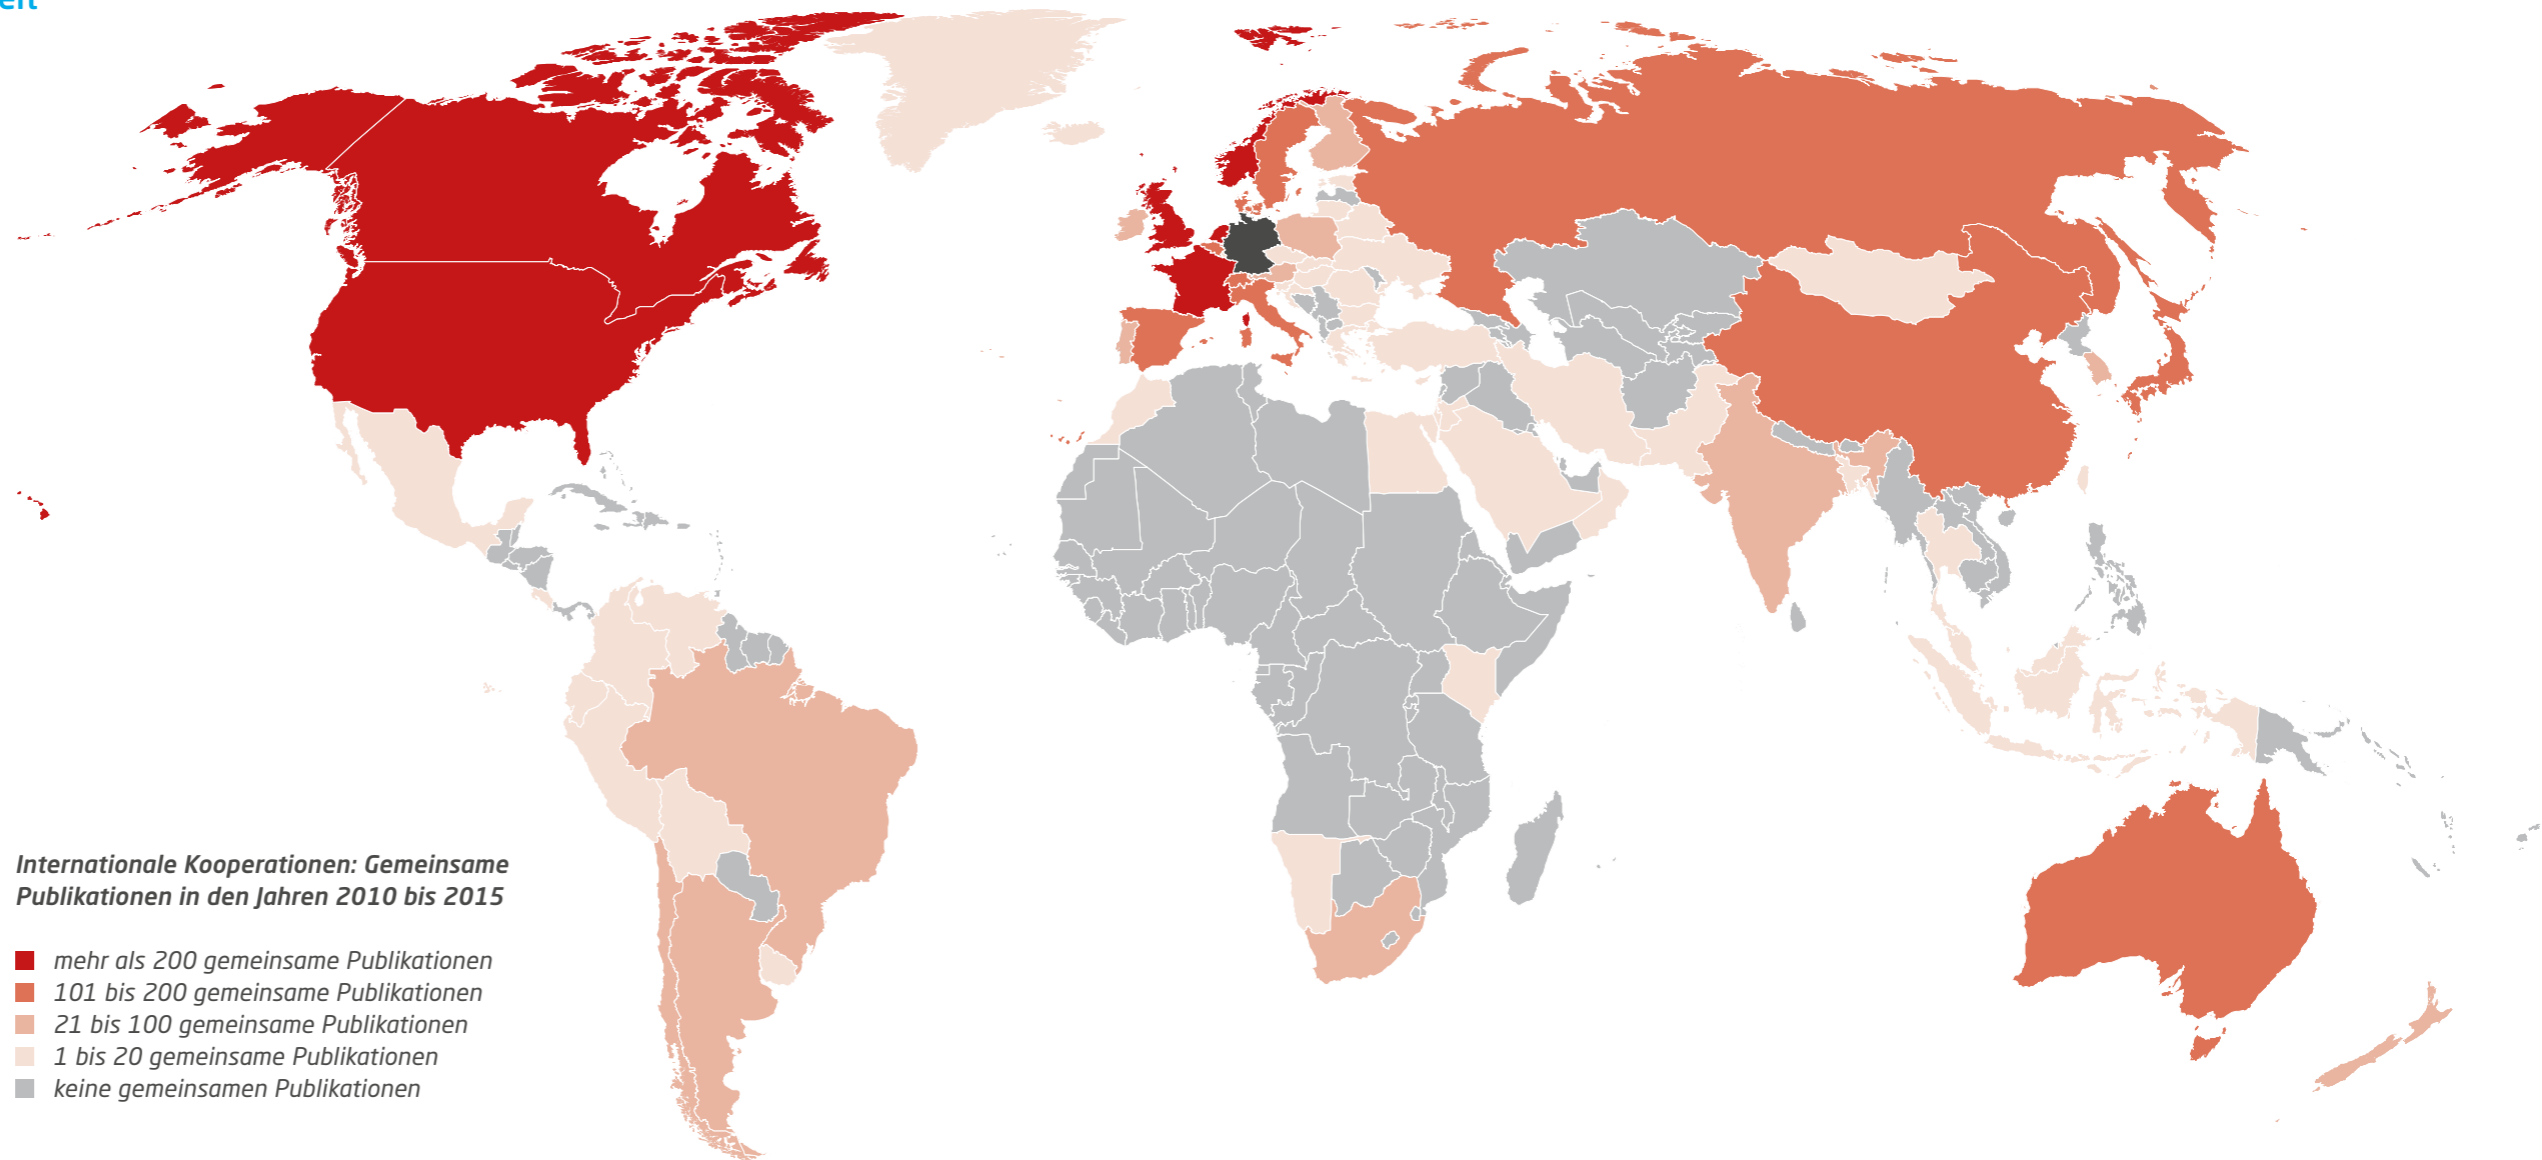 Internationale Kooperationen: Gemeinsame
Publikationen in den Jahren 2010 bis 2015
mehr als 200 gemeinsame Publikationen
101 bis 200 gemeinsame Publikationen
21 bis 100 gemeinsame Publikationen
1 bis 20 gemeinsame Publikationen
keine gemeinsamen Publikationen